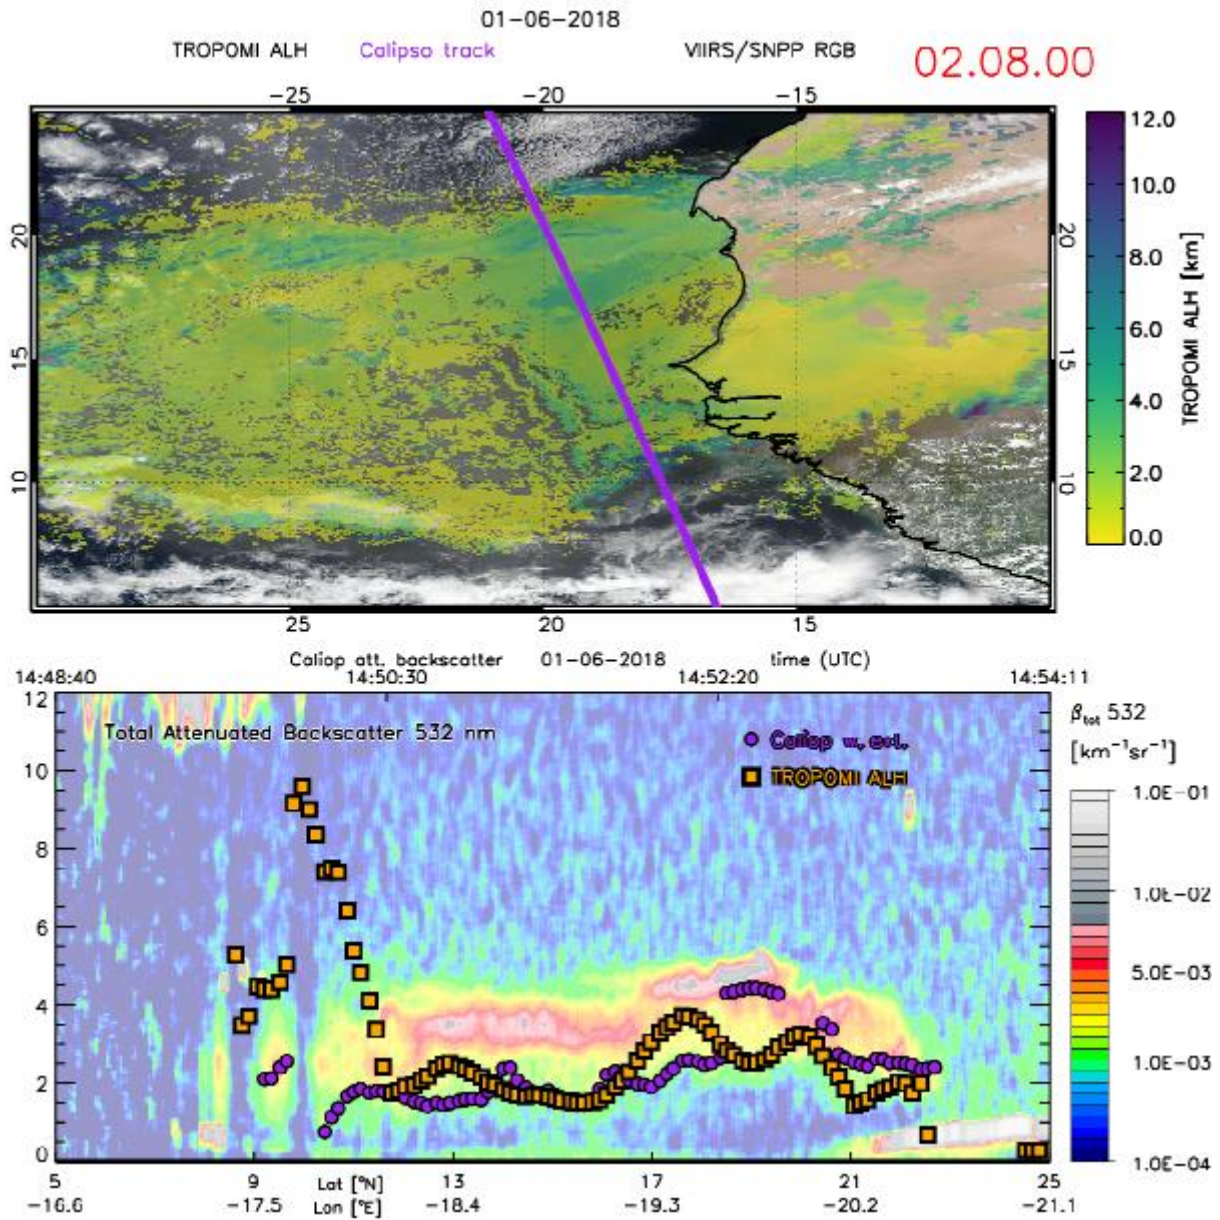 01-06-2018
TROPOMI ALH Calipso track VIIRS/SNPP RGB 02.08.00
-25 -20 -15
12.0
10.0
8.0
6.0
4.0
2.0
0.0
TROPOMI ALH [km]
20 20
15 15
10 10
25 20 15
Caliop att. backscatter 01-06-2018 time (UTC)
14:48:40 14:50:30 14:52:20 14:54:11
12
10
8
6
4
2
0
Total Attenuated Backscatter 532 nm
Caliop w. ext.
TROPOMI ALH
βtot 532
[km⁻¹sr⁻¹]
1.0E-01
1.0E-02
5.0E-03
1.0E-03
1.0E-04
5 9 Lat [°N] 13 17 21 25
-16.6 -17.5 Lon [°E] -18.4 -19.3 -20.2 -21.1